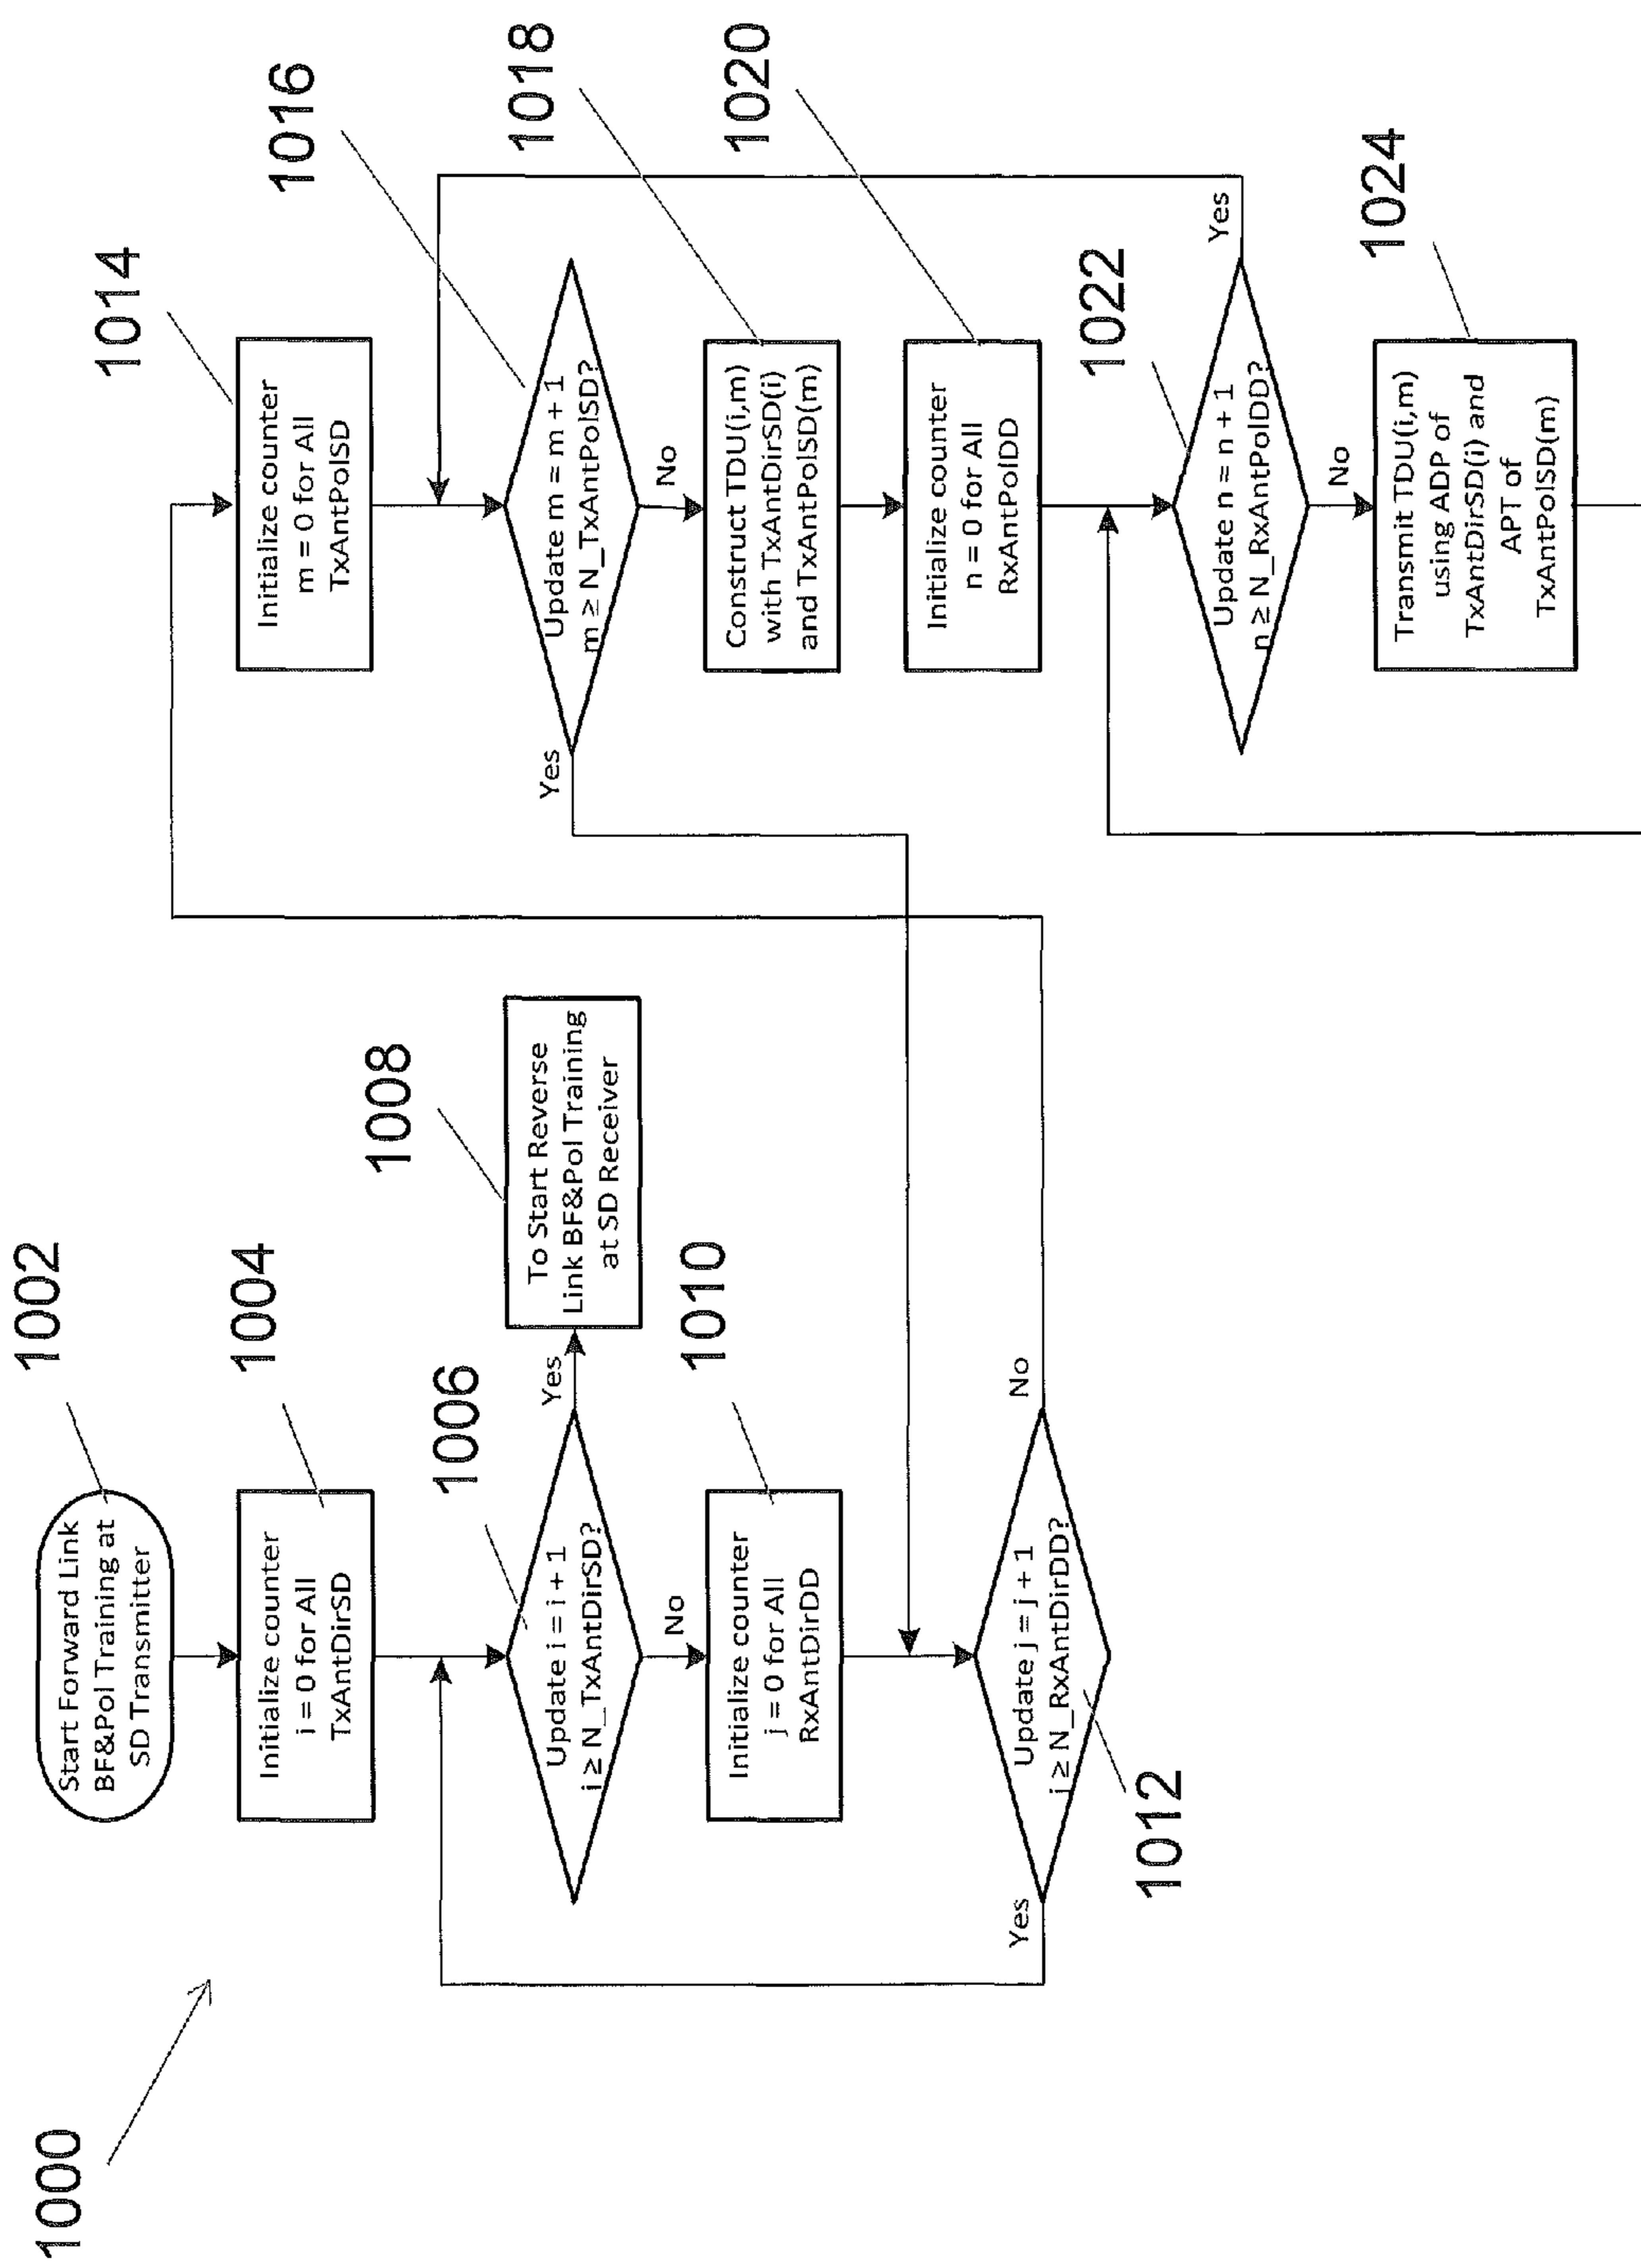 1000
1002
Start Forward Link
BF&Pol Training at
SD Transmitter
1004
Initialize counter
i = 0 for All
TxAntDirSD
1006
Update i = i + 1
i ≥ N_TxAntDirSD?
Yes
No
1008
To Start Reverse
Link BF&Pol Training
at SD Receiver
1010
Initialize counter
j = 0 for All
RxAntDirDD
1012
Update j = j + 1
j ≥ N_RxAntDirDD?
Yes
No
1014
Initialize counter
m = 0 for All
TxAntPolSD
1016
Update m = m + 1
m ≥ N_TxAntPolSD?
Yes
No
1018
Construct TDU(i,m)
with TxAntDirSD(i)
and TxAntPolSD(m)
1020
Initialize counter
n = 0 for All
RxAntPolDD
1022
Update n = n + 1
n ≥ N_RxAntPolDD?
Yes
No
1024
Transmit TDU(i,m)
using ADP of
TxAntDirSD(i) and
APT of
TxAntPolSD(m)